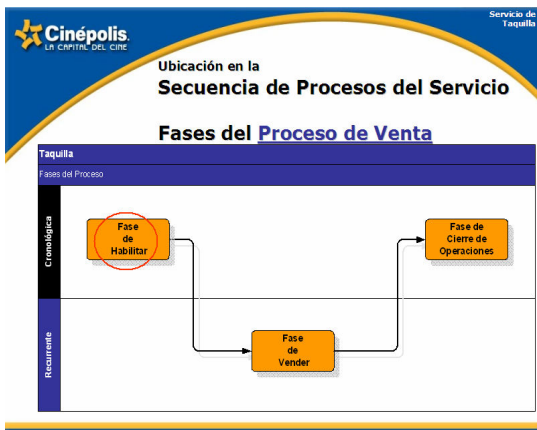 Servicio de
Taquilla
Cinépolis.
LA CAPITAL DEL CINE
Ubicación en la
Secuencia de Procesos del Servicio
Fases del Proceso de Venta
Taquilla
Fases del Proceso
Cronológica
Fase
de
Habilitar
Fase de
Cierre de
Operaciones
Recurrente
Fase
de
Vender